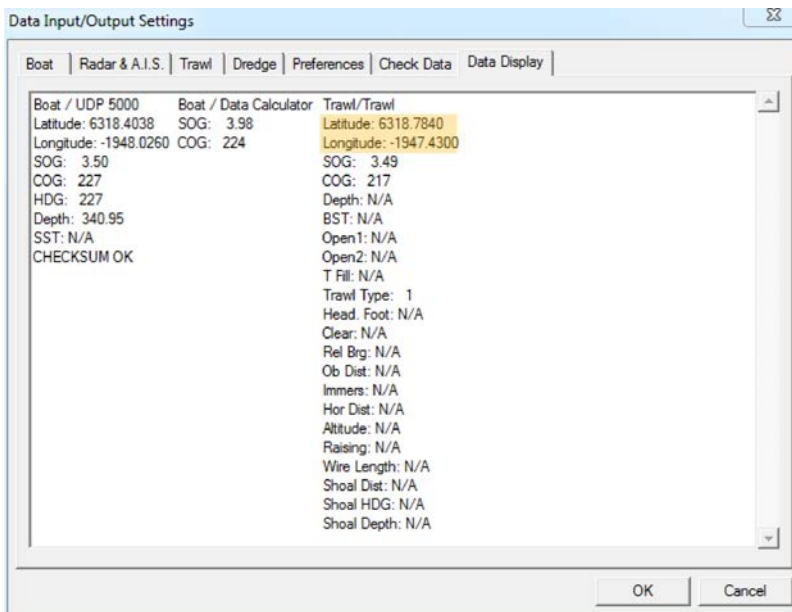 Data Input/Output Settings
Boat Radar & A.I.S. Trawl Dredge Preferences Check Data Data Display
Boat / UDP 5000 Boat / Data Calculator Trawl/Trawl
Latitude: 6318.4038 SOG: 3.98 Latitude: 6318.7840
Longitude: -1948.0260 COG: 224 Longitude: -1947.4300
SOG: 3.50 SOG: 3.49
COG: 227 COG: 217
HDG: 227 Depth: N/A
Depth: 340.95 BST: N/A
SST: N/A Open1: N/A
CHECKSUM OK Open2: N/A
T Fill: N/A
Trawl Type: 1
Head. Foot: N/A
Clear: N/A
Rel Brg: N/A
Ob Dist: N/A
Immers: N/A
Hor Dist: N/A
Altitude: N/A
Raising: N/A
Wire Length: N/A
Shoal Dist: N/A
Shoal HDG: N/A
Shoal Depth: N/A
OK Cancel